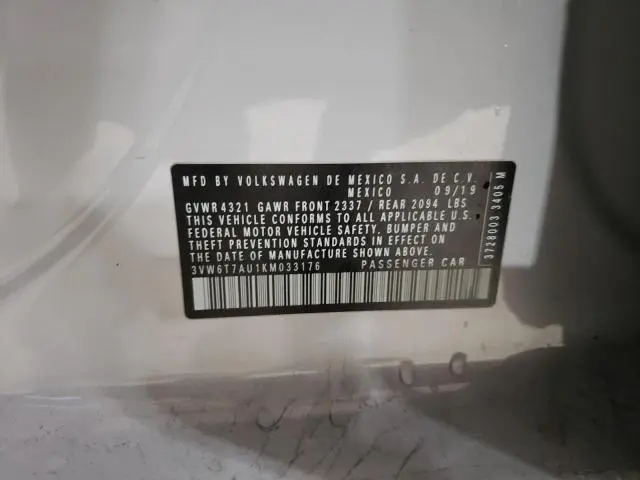 MFD BY VOLKSWAGEN DE MEXICO S.A. DE C.V.
MEXICO 09/19
GVWR 4321 GAWR FRONT 2337 / REAR 2094 LBS
THIS VEHICLE CONFORMS TO ALL APPLICABLE U.S.
FEDERAL MOTOR VEHICLE SAFETY, BUMPER AND
THEFT PREVENTION STANDARDS IN EFFECT ON
THE DATE OF MANUFACTURE SHOWN ABOVE.
3VW6T7AU1KM033176 PASSENGER CAR
3728003 3405 M